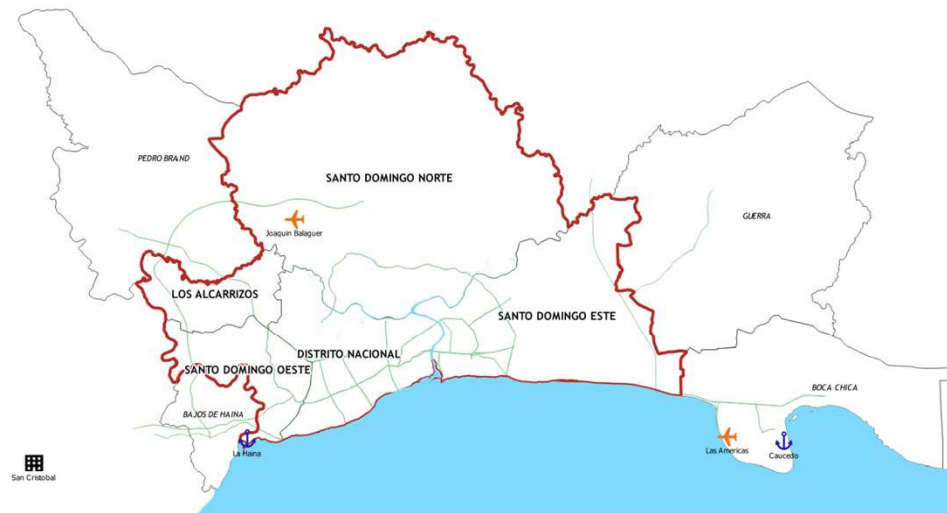 PEDRO BRAND
SANTO DOMINGO NORTE
Joaquin Balaguer
GUERRA
LOS ALCARRIZOS
SANTO DOMINGO ESTE
DISTRITO NACIONAL
SANTO DOMINGO OESTE
BOCA CHICA
BAJOS DE HAINA
La Haina
Las Americas
Caucedo
San Cristobal